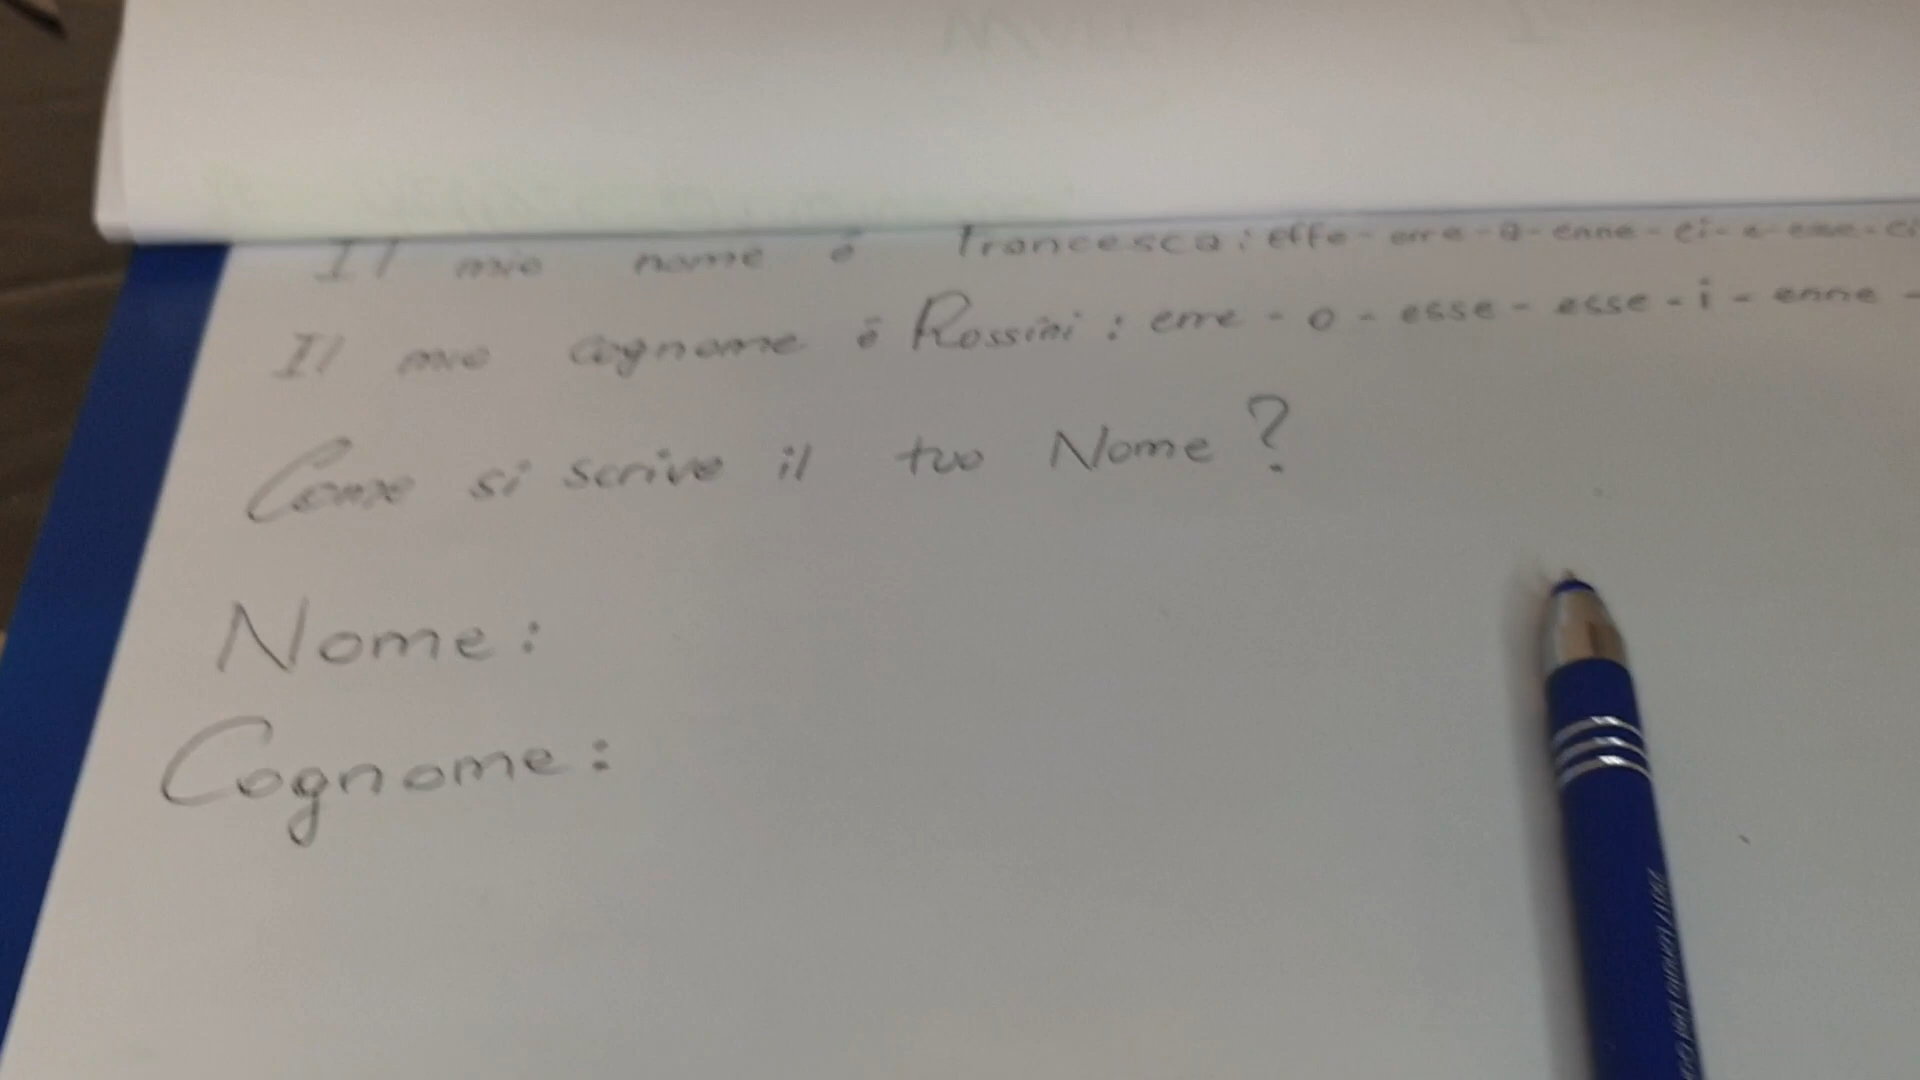 Il mio nome é Francesca: effe - erre - a - enne - ci - e - esse - ci
Il mio cognome é Rossini: erre - o - esse - esse - i - enne -
Come si scrive il tuo Nome?
Nome:
Cognome: